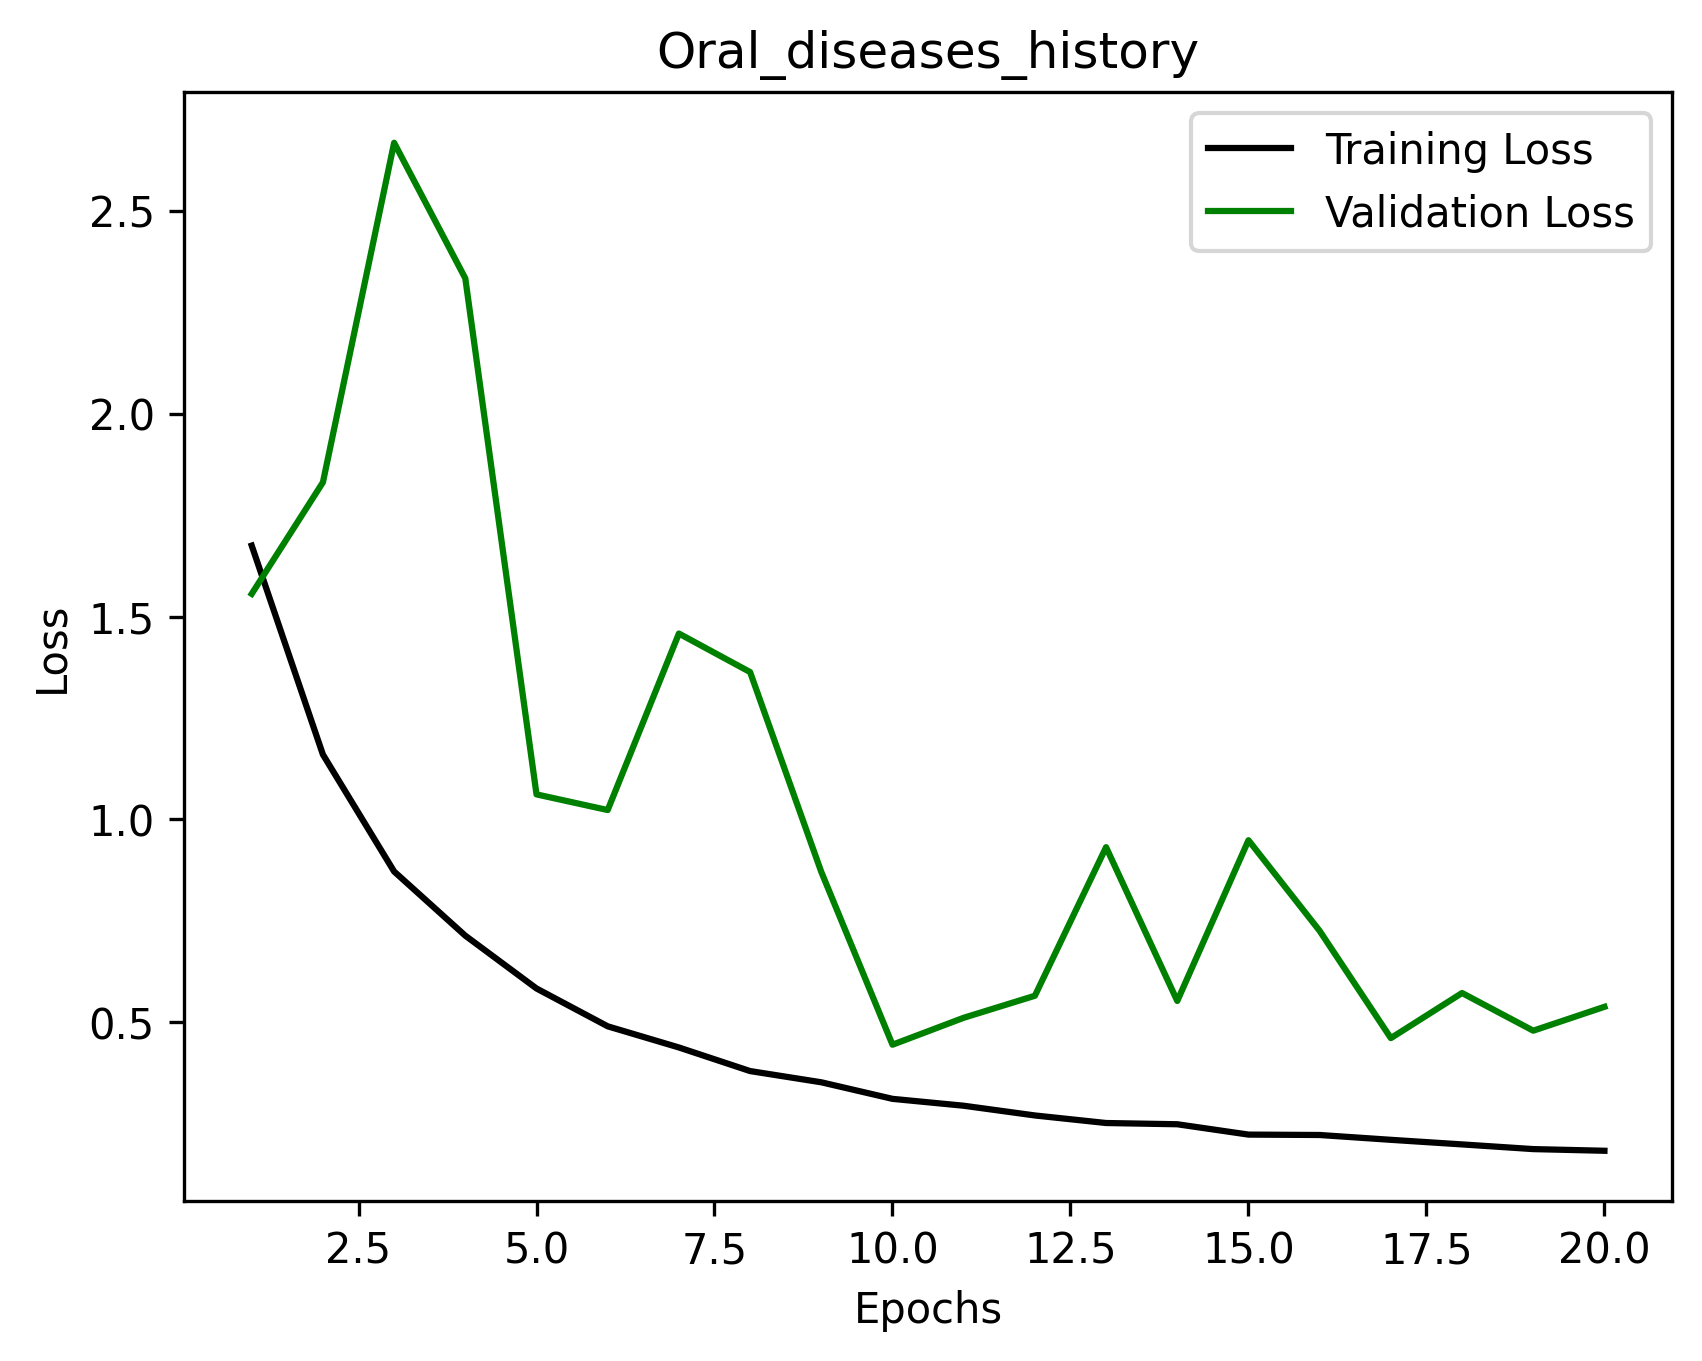 Oral_diseases_history
Training Loss
Validation Loss
2.5
2.0
1.5
1.0
0.5
Loss
2.5 5.0 7.5 10.0 12.5 15.0 17.5 20.0
Epochs